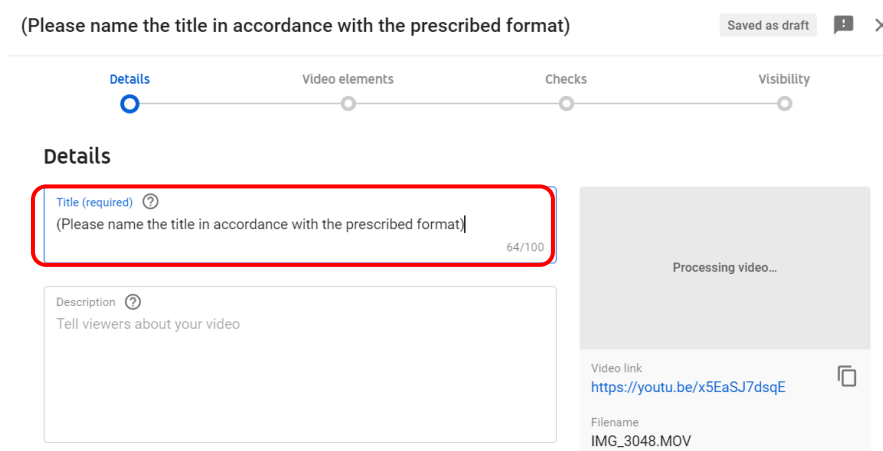 (Please name the title in accordance with the prescribed format)
Saved as draft
Details
Video elements
Checks
Visibility
Details
Title (required)
(Please name the title in accordance with the prescribed format)
64/100
Description
Tell viewers about your video
Processing video...
Video link
https://youtu.be/x5EaSJ7dsqE
Filename
IMG_3048.MOV